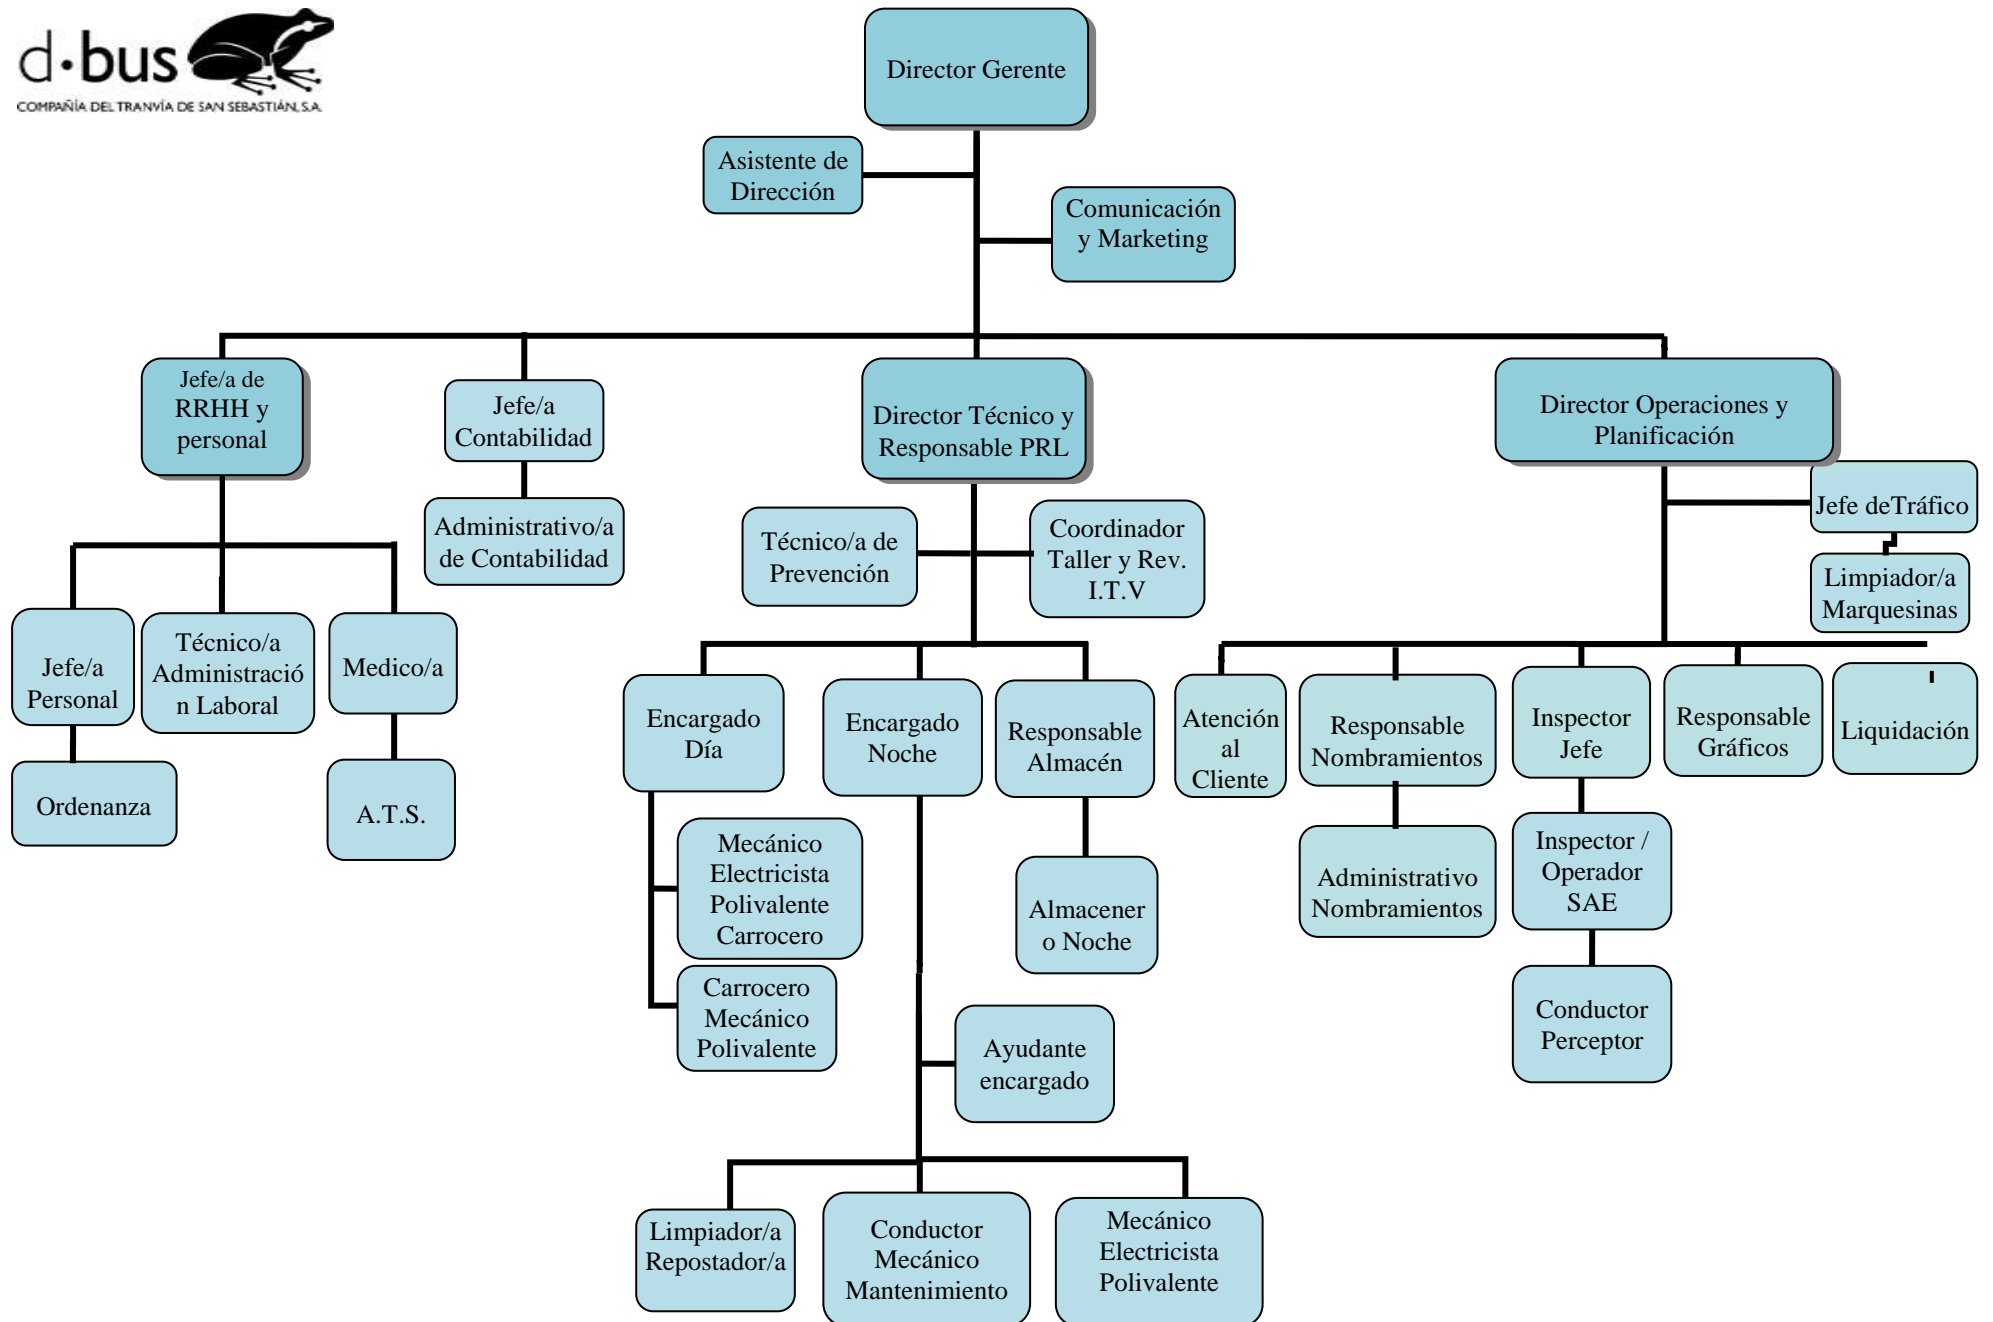 d·bus
COMPAÑÍA DEL TRANVÍA DE SAN SEBASTIÁN, S.A.
Director Gerente
Asistente de
Dirección
Comunicación
y Marketing
Jefe/a de
RRHH y
personal
Jefe/a
Contabilidad
Director Técnico y
Responsable PRL
Director Operaciones y
Planificación
Administrativo/a
de Contabilidad
Técnico/a de
Prevención
Coordinador
Taller y Rev.
I.T.V
Jefe deTráfico
Limpiador/a
Marquesinas
Jefe/a
Personal
Técnico/a
Administració
n Laboral
Medico/a
Ordenanza
A.T.S.
Encargado
Día
Encargado
Noche
Responsable
Almacén
Atención
al
Cliente
Responsable
Nombramientos
Inspector
Jefe
Responsable
Gráficos
Liquidación
Mecánico
Electricista
Polivalente
Carrocero
Carrocero
Mecánico
Polivalente
Almacener
o Noche
Administrativo
Nombramientos
Inspector /
Operador
SAE
Conductor
Perceptor
Ayudante
encargado
Limpiador/a
Repostador/a
Conductor
Mecánico
Mantenimiento
Mecánico
Electricista
Polivalente